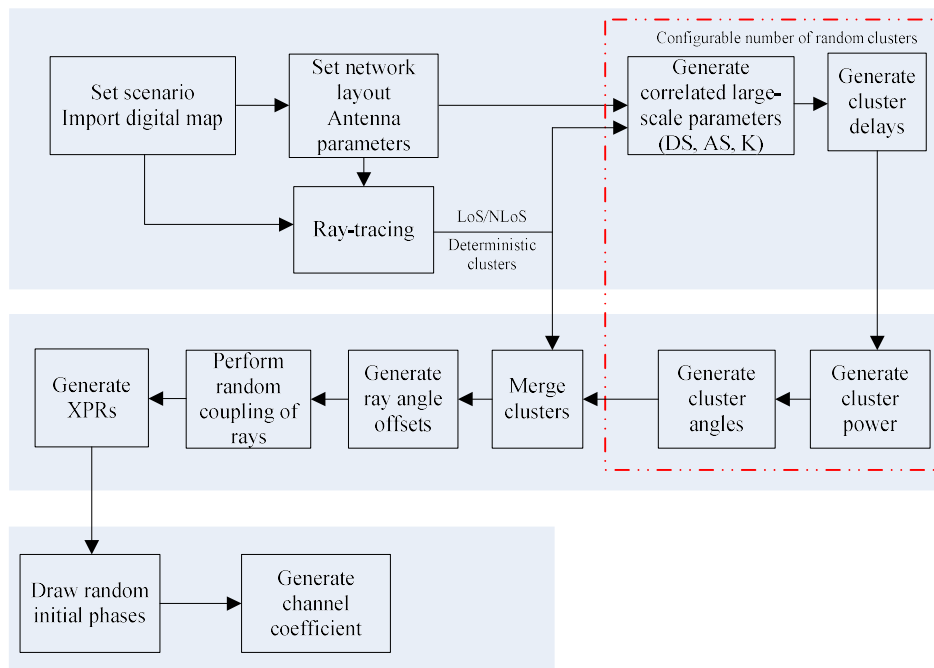 Configurable number of random clusters
Set scenario
Import digital map
Set network
layout
Antenna
parameters
Generate
correlated large-
scale parameters
(DS, AS, K)
Generate
cluster
delays
Ray-tracing
LoS/NLoS
Deterministic
clusters
Generate
XPRs
Perform
random
coupling of
rays
Generate
ray angle
offsets
Merge
clusters
Generate
cluster
angles
Generate
cluster
power
Draw random
initial phases
Generate
channel
coefficient